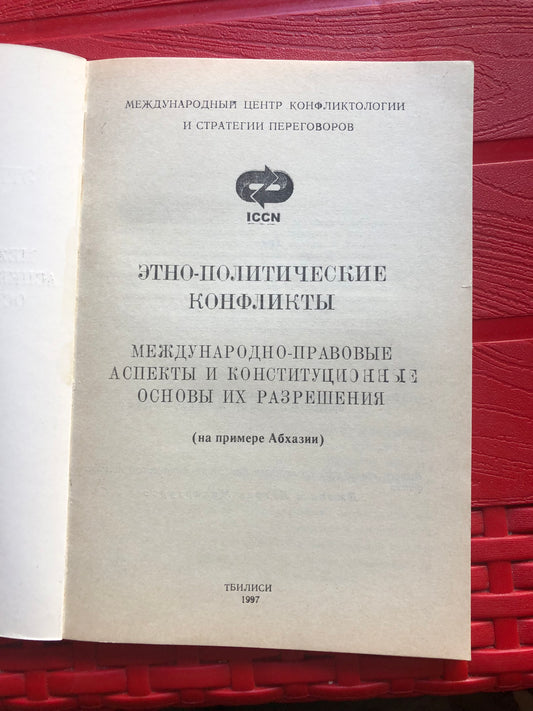 МЕЖДУНАРОДНЫЙ ЦЕНТР КОНФЛИКТОЛОГИИ
И СТРАТЕГИИ ПЕРЕГОВОРОВ
ICCN
ЭТНО-ПОЛИТИЧЕСКИЕ
КОНФЛИКТЫ
МЕЖДУНАРОДНО-ПРАВОВЫЕ
АСПЕКТЫ И КОНСТИТУЦИОННЫЕ
ОСНОВЫ ИХ РАЗРЕШЕНИЯ
(на примере Абхазии)
ТБИЛИСИ
1997